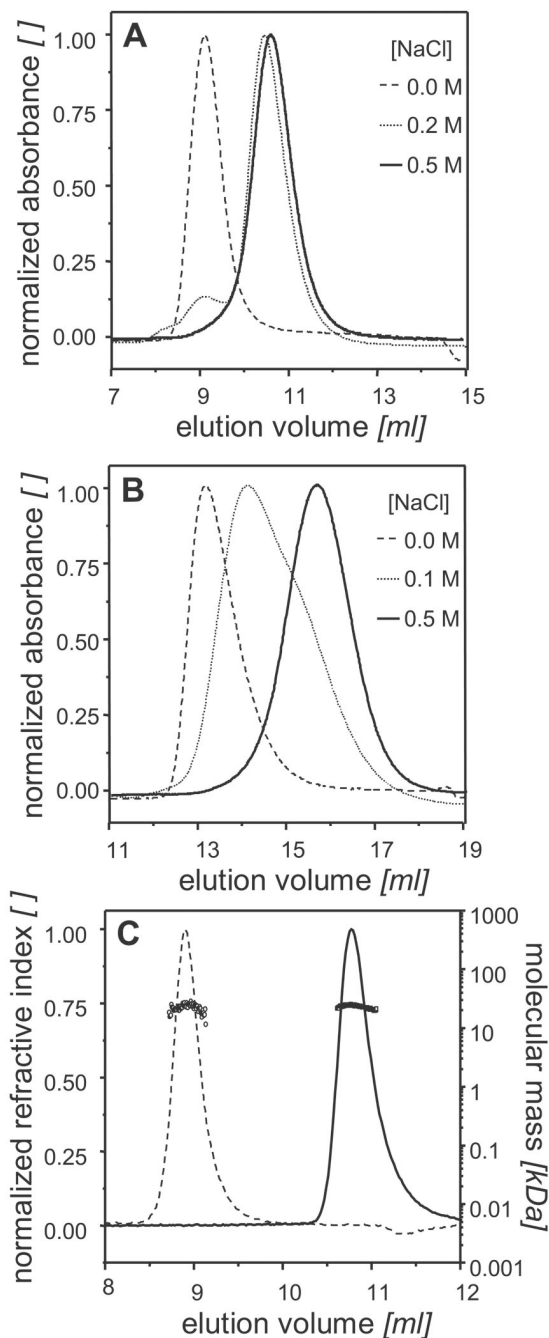 A
[NaCl]
0.0 M
0.2 M
0.5 M
1.00
0.75
0.50
0.25
0.00
normalized absorbance [ ]
7 9 11 13 15
elution volume [ml]
B
[NaCl]
0.0 M
0.1 M
0.5 M
1.00
0.75
0.50
0.25
0.00
normalized absorbance [ ]
11 13 15 17 19
elution volume [ml]
C
1.00
0.75
0.50
0.25
0.00
normalized refractive index [ ]
1000
100
10
1
0.1
0.004
0.001
molecular mass [kDa]
8 9 10 11 12
elution volume [ml]